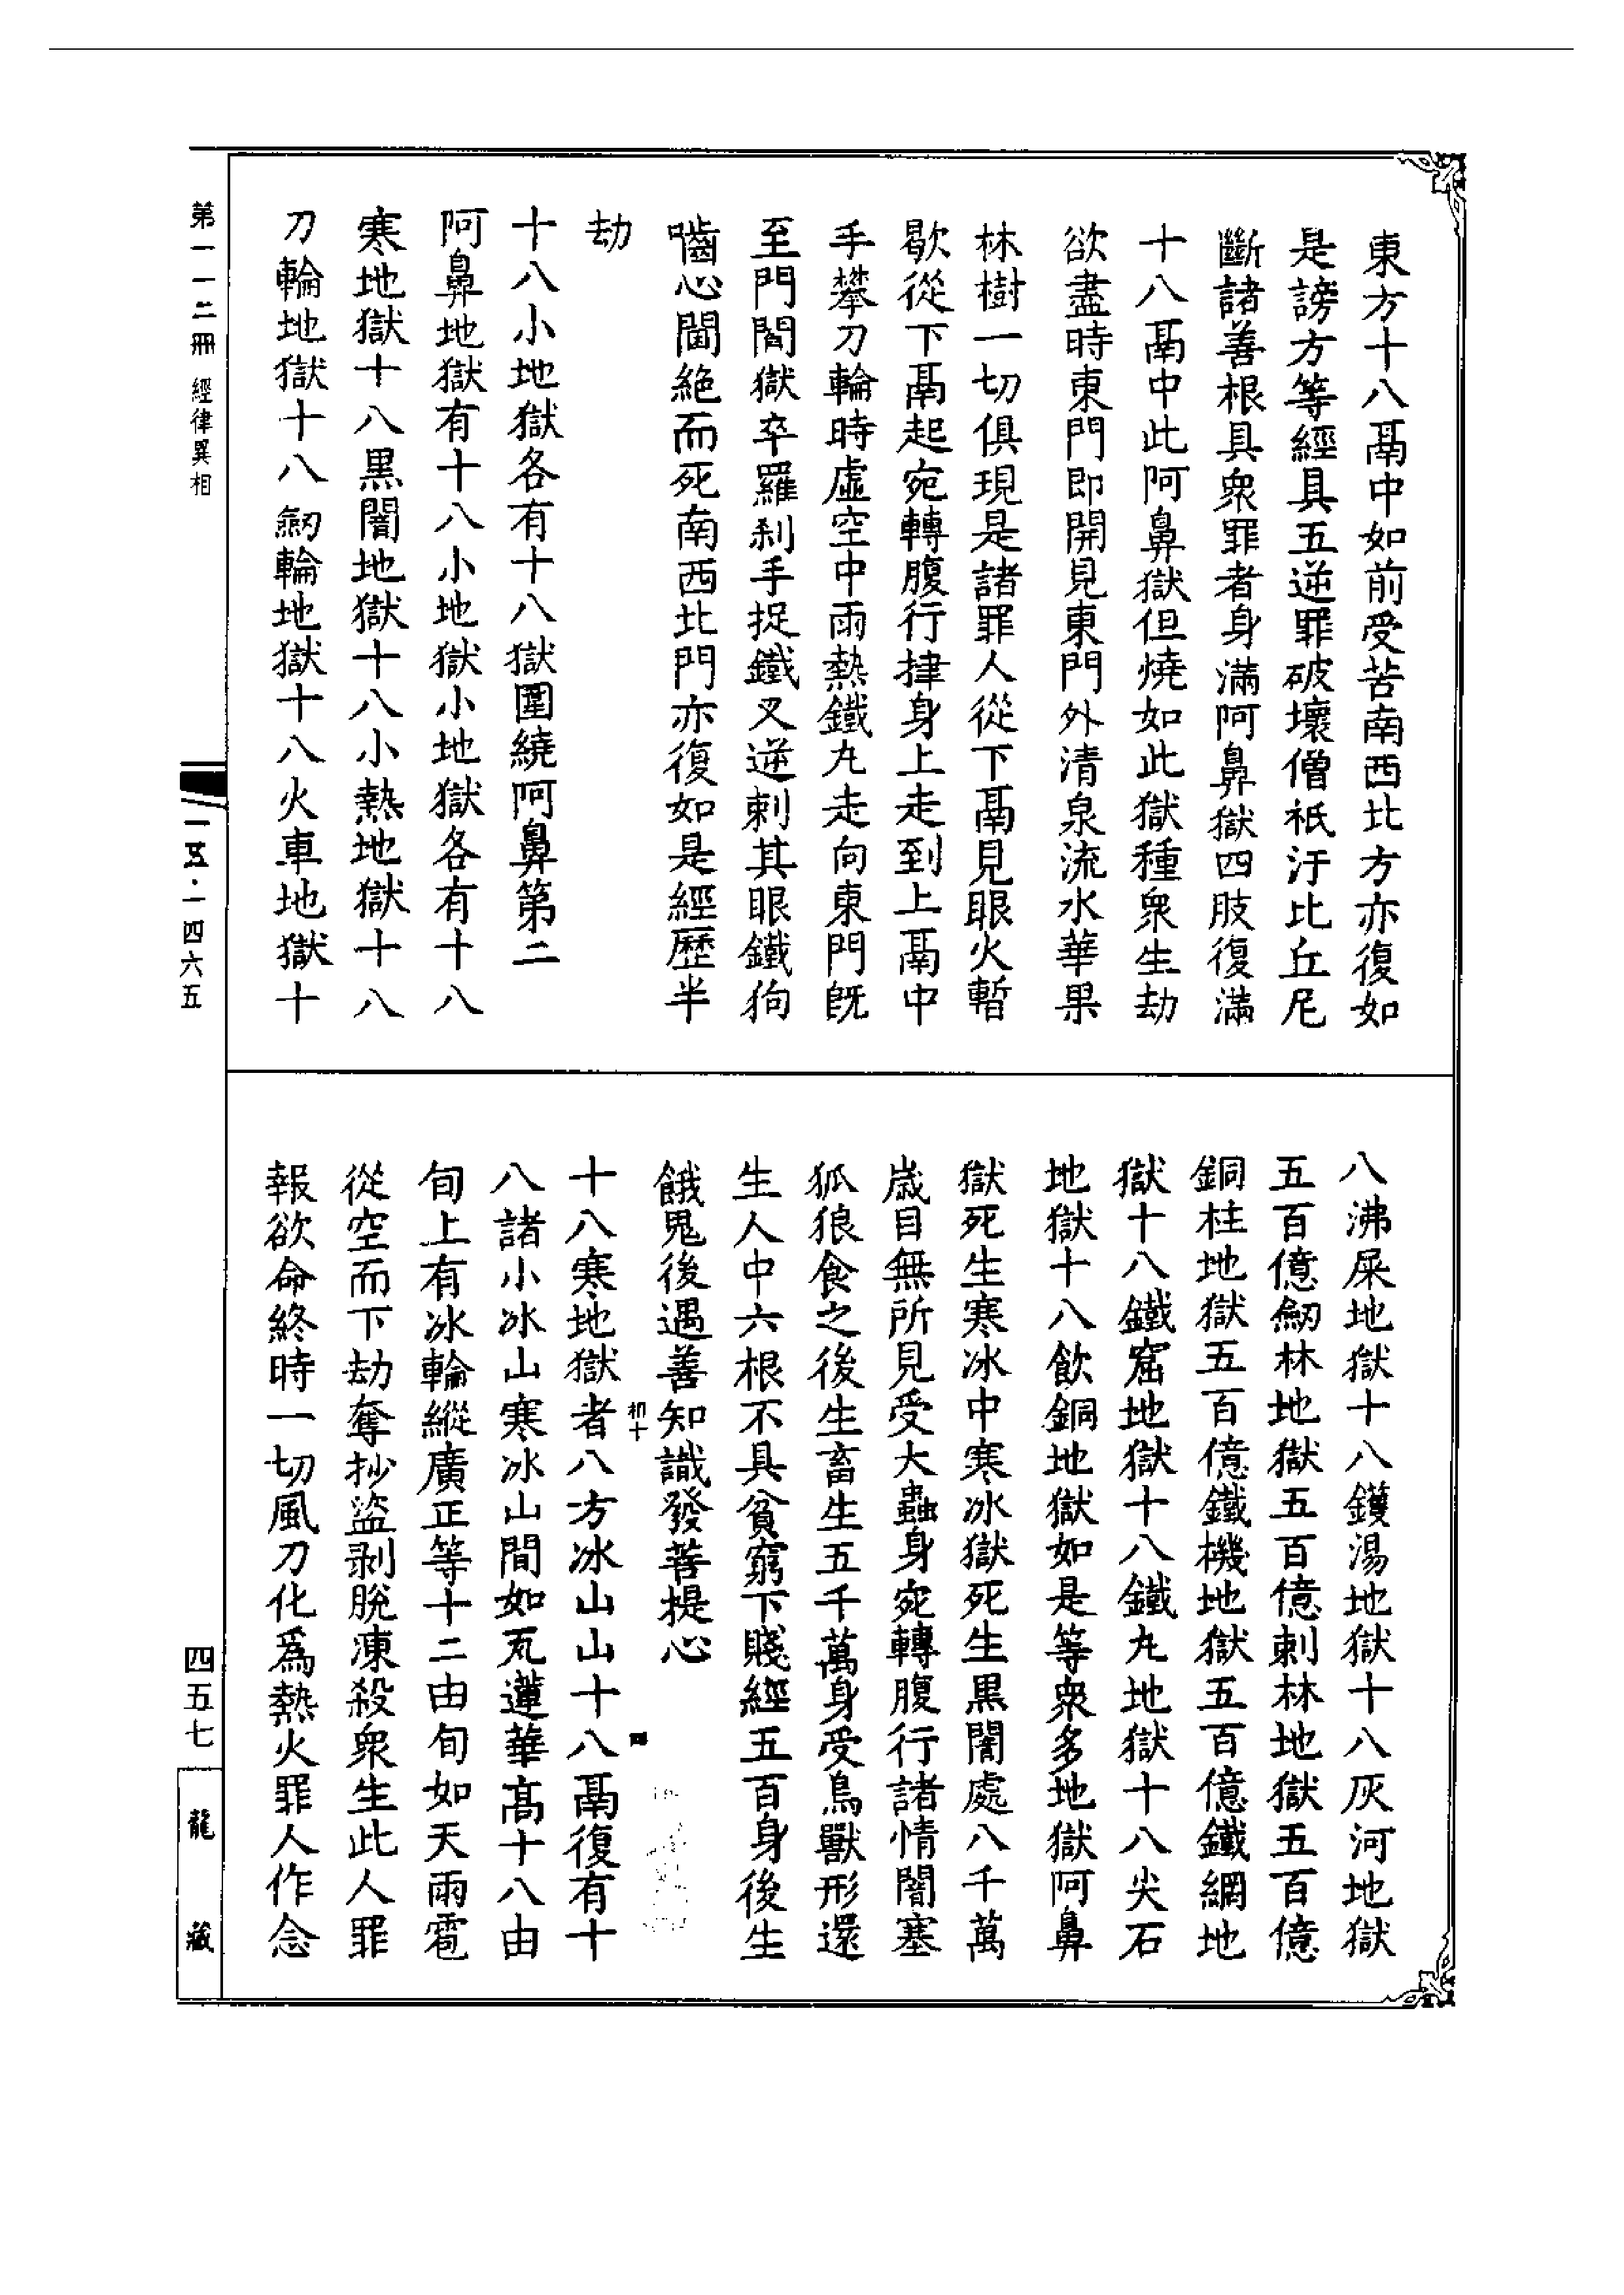 東方十八鬲中如前受苦南西北方亦復如
是謗方等經具五逆罪破壞僧祇汙比丘尼
斷諸善根具衆罪者身滿阿鼻獄四肢復滿
十八鬲中此阿鼻獄但燒如此獄種衆生劫
欲盡時東門即開見東門外清泉流水華果
林樹一切俱現是諸罪人從下鬲見眼火暫
歇從下鬲起宛轉腹行𢫦身上走到上鬲中
手攀刀輪時虛空中雨熱鐵丸走向東門旣
至門閫獄卒羅刹手捉鐵叉逆刺其眼鐵狗
嚙心悶絶而死南西北門亦復如是經歷半
劫
十八小地獄各有十八獄圍繞阿鼻第二
阿鼻地獄有十八小地獄小地獄各有十八
寒地獄十八黒闇地獄十八小熱地獄十八
刀輪地獄十八劒輪地獄十八火車地獄十
八沸屎地獄十八鑊湯地獄十八灰河地獄
五百億劒林地獄五百億刺林地獄五百億
銅柱地獄五百億鐵機地獄五百億鐵網地
獄十八鐵窟地獄十八鐵丸地獄十八尖石
地獄十八飲銅地獄如是等衆多地獄阿鼻
獄死生寒冰中寒冰獄死生黒闇處八千萬
歲目無所見受大蟲身宛轉腹行諸情闇塞
狐狼食之後生畜生五千萬身受鳥獸形還
生人中六根不具貧窮下賤經五百身後生
餓鬼後遇善知識發菩提心
十八寒地獄者八方冰山山十八鬲復有十
八諸小冰山寒冰山間如𠅤蓮華髙十八由
旬上有冰輪縱廣正等十二由旬如天雨雹
從空而下劫奪抄盜剥脫凍殺衆生此人罪
報欲命終時一切風刀化爲熱火罪人作念
第一一二冊 經律異相
一五·一四六五
四五七
龍藏